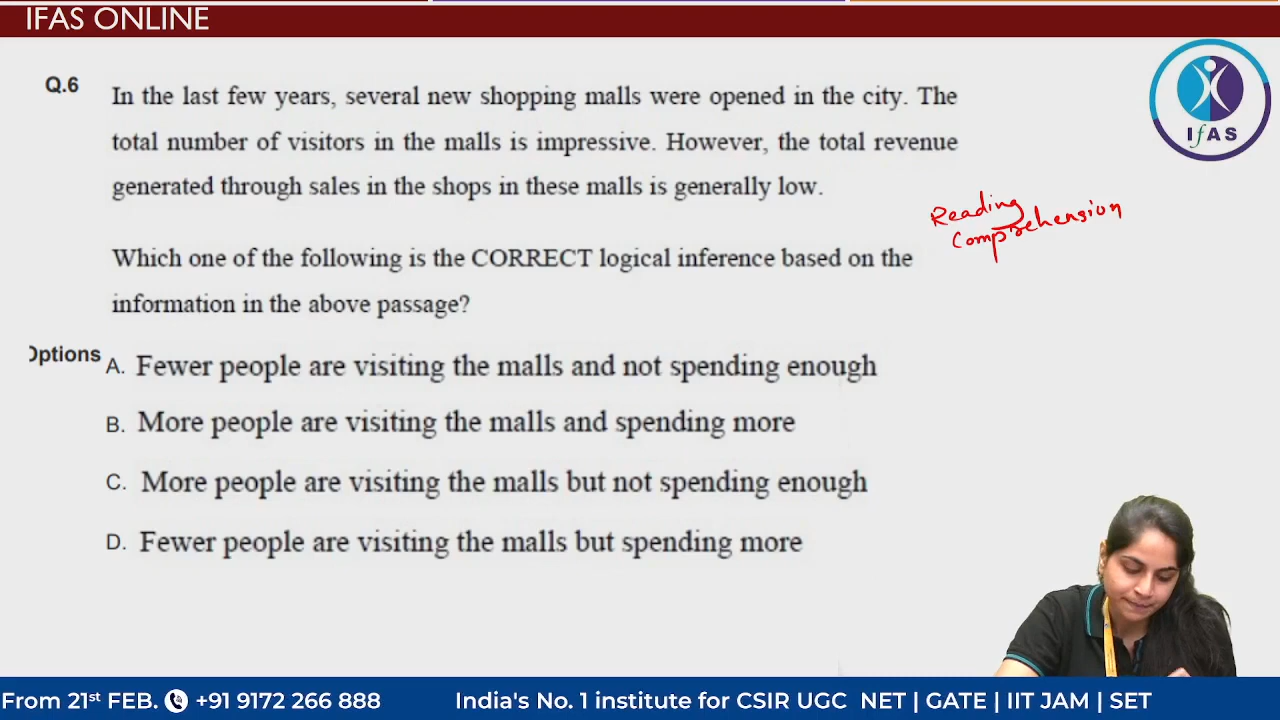 IFAS ONLINE
IfAS
Q.6
In the last few years, several new shopping malls were opened in the city. The
total number of visitors in the malls is impressive. However, the total revenue
generated through sales in the shops in these malls is generally low.
Reading
Comprehension
Which one of the following is the CORRECT logical inference based on the
information in the above passage?
Options
A. Fewer people are visiting the malls and not spending enough
B. More people are visiting the malls and spending more
C. More people are visiting the malls but not spending enough
D. Fewer people are visiting the malls but spending more
From 21st FEB. +91 9172 266 888 India's No. 1 institute for CSIR UGC NET | GATE | IIT JAM | SET